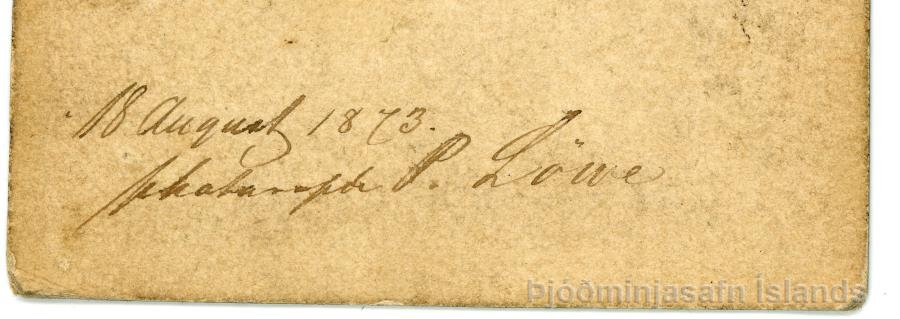 18 August 1873.
P. Löwe
Þjóðminjasafn Íslands